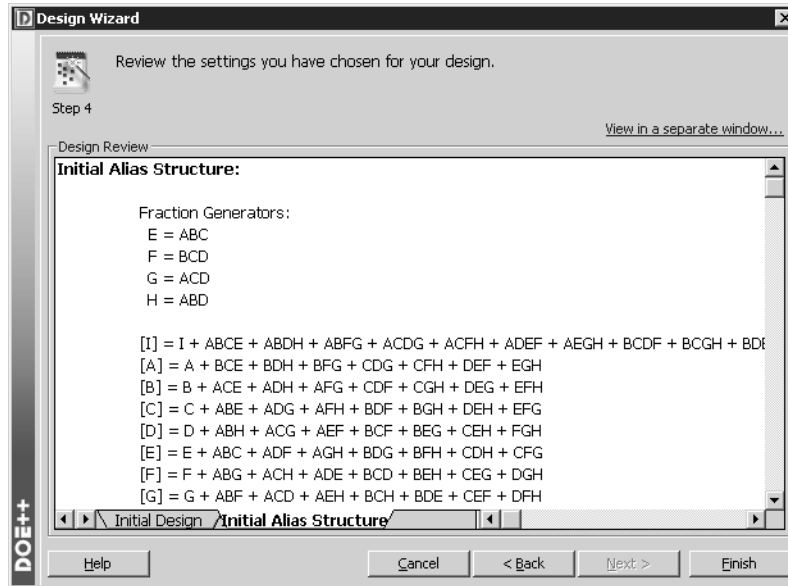 Design Wizard
Review the settings you have chosen for your design.
Step 4
View in a separate window...
Design Review
Initial Alias Structure:
Fraction Generators:
E = ABC
F = BCD
G = ACD
H = ABD
[I] = I + ABCE + ABDH + ABFG + ACDG + ACFH + ADEF + AEGH + BCDF + BCGH + BDE
[A] = A + BCE + BDH + BFG + CDG + CFH + DEF + EGH
[B] = B + ACE + ADH + AFG + CDF + CGH + DEG + EFH
[C] = C + ABE + ADG + AFH + BDF + BGH + DEH + EFG
[D] = D + ABH + ACG + AEF + BCF + BEG + CEH + FGH
[E] = E + ABC + ADF + AGH + BDG + BFH + CDH + CFG
[F] = F + ABG + ACH + ADE + BCD + BEH + CEG + DGH
[G] = G + ABF + ACD + AEH + BCH + BDE + CEF + DFH
Initial Design Initial Alias Structure
DOE++
Help Cancel < Back Next > Finish